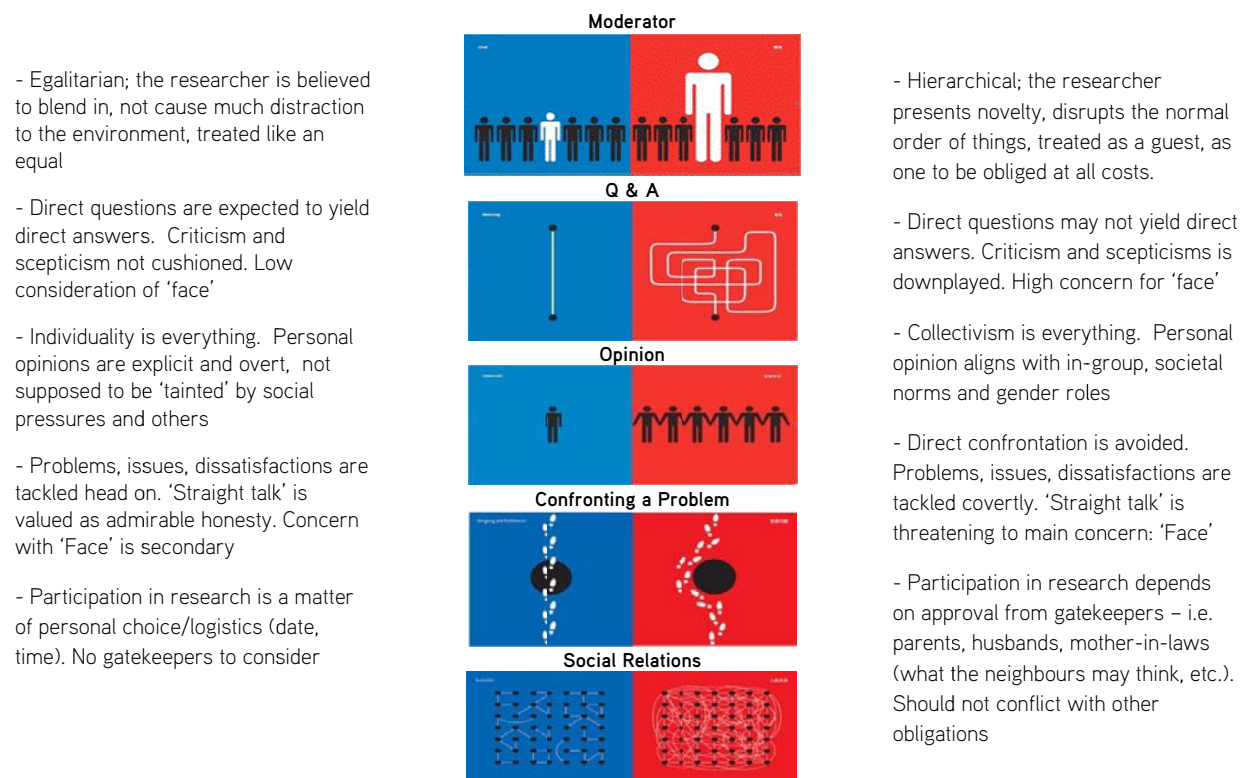 Moderator
- Egalitarian; the researcher is believed
to blend in, not cause much distraction
to the environment, treated like an
equal
- Direct questions are expected to yield
direct answers. Criticism and
scepticism not cushioned. Low
consideration of ‘face’
- Individuality is everything. Personal
opinions are explicit and overt, not
supposed to be ‘tainted’ by social
pressures and others
- Problems, issues, dissatisfactions are
tackled head on. ‘Straight talk’ is
valued as admirable honesty. Concern
with ‘Face’ is secondary
- Participation in research is a matter
of personal choice/logistics (date,
time). No gatekeepers to consider
Q & A
Opinion
Confronting a Problem
Social Relations
- Hierarchical; the researcher
presents novelty, disrupts the normal
order of things, treated as a guest, as
one to be obliged at all costs.
- Direct questions may not yield direct
answers. Criticism and scepticisms is
downplayed. High concern for ‘face’
- Collectivism is everything. Personal
opinion aligns with in-group, societal
norms and gender roles
- Direct confrontation is avoided.
Problems, issues, dissatisfactions are
tackled covertly. ‘Straight talk’ is
threatening to main concern: ‘Face’
- Participation in research depends
on approval from gatekeepers – i.e.
parents, husbands, mother-in-laws
(what the neighbours may think, etc.).
Should not conflict with other
obligations